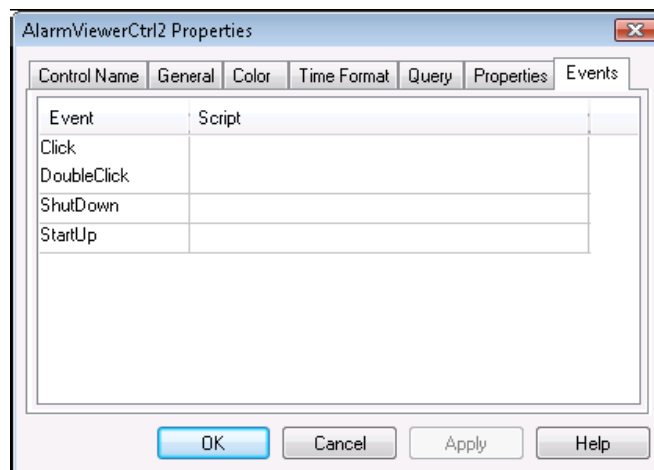 AlarmViewerCtrl2 Properties
Control Name General Color Time Format Query Properties Events
Event Script
Click
DoubleClick
ShutDown
StartUp
OK Cancel Apply Help